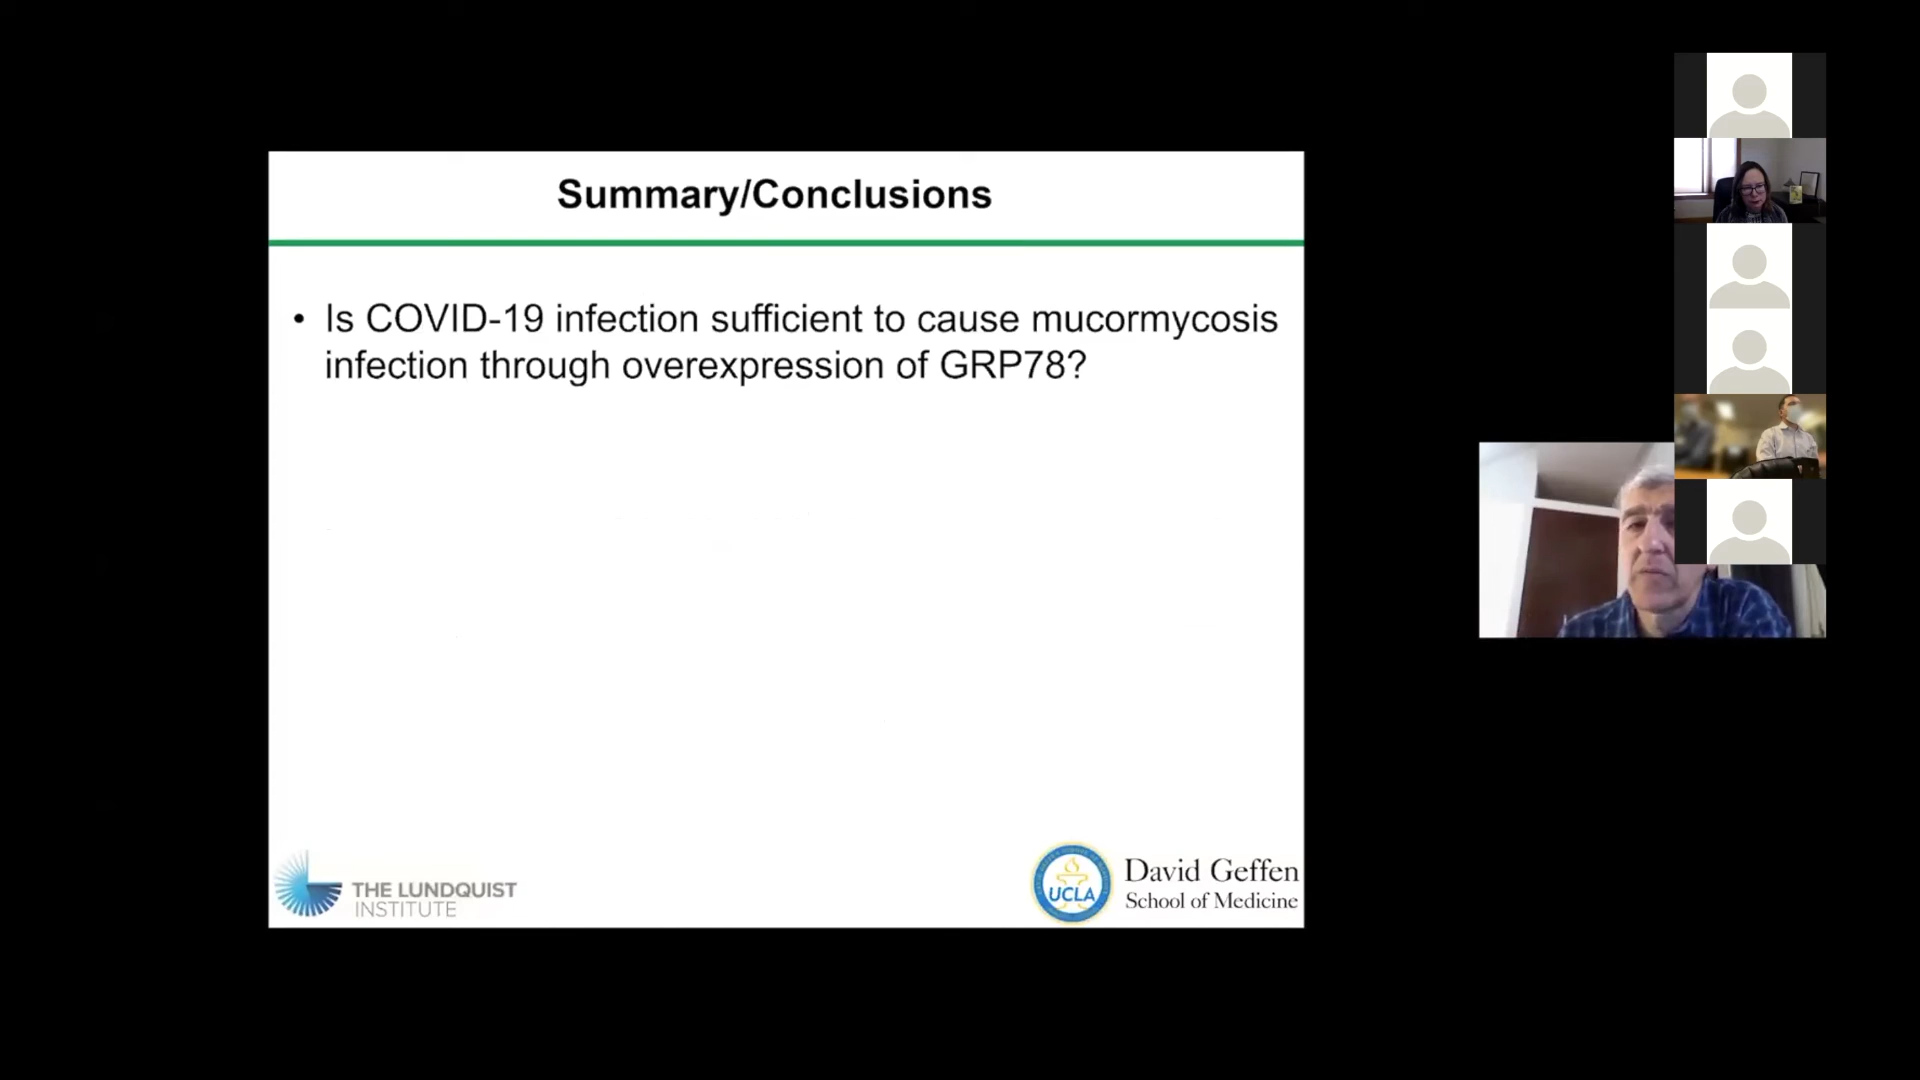 Summary/Conclusions
• Is COVID-19 infection sufficient to cause mucormycosis
infection through overexpression of GRP78?
THE LUNDQUIST
INSTITUTE
UCLA
David Geffen
School of Medicine